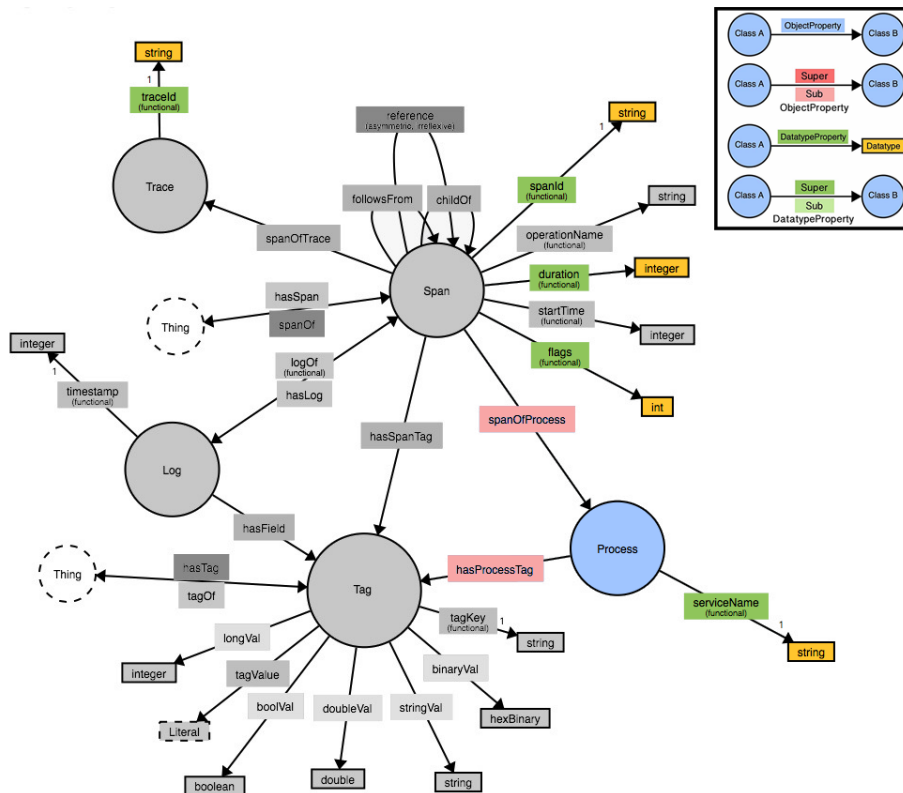 string
1
traceId
(functional)
Trace
reference
(asymmetric, irreflexive)
followsFrom
childOf
spanOfTrace
string
1
spanId
(functional)
string
operationName
(functional)
Span
duration
(functional)
integer
startTime
(functional)
integer
flags
(functional)
int
Thing
hasSpan
spanOf
integer
1
timestamp
(functional)
logOf
(functional)
hasLog
hasSpanTag
spanOfProcess
Log
hasField
Thing
hasTag
tagOf
Tag
hasProcessTag
Process
tagKey
(functional)
1
string
serviceName
(functional)
1
string
longVal
integer
tagValue
Literal
boolVal
boolean
doubleVal
double
stringVal
string
binaryVal
hexBinary
Class A
ObjectProperty
Class B
Class A
Super
Sub
ObjectProperty
Class B
Class A
DatatypeProperty
Datatype
Class A
Super
Sub
DatatypeProperty
Class B